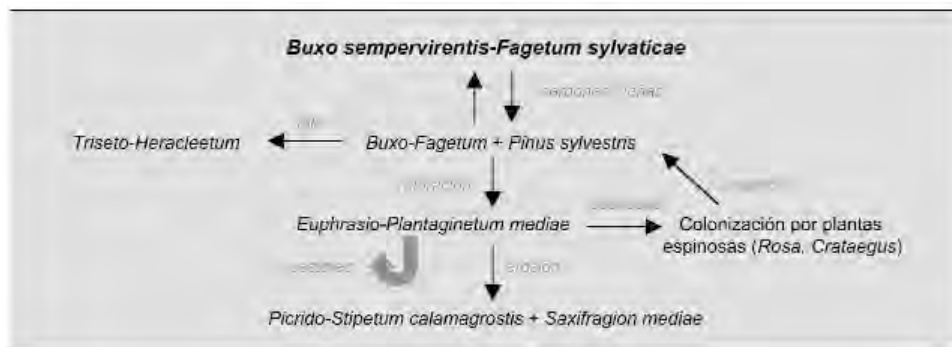 Buxo sempervirentis-Fagetum sylvaticae
Triseto-Heracleetum
Buxo-Fagetum + Pinus sylvestris
Euphrasio-Plantaginetum mediae
Colonización por plantas
espinosas (Rosa, Crataegus)
erosión
Picrido-Stipetum calamagrostis + Saxifragion mediae